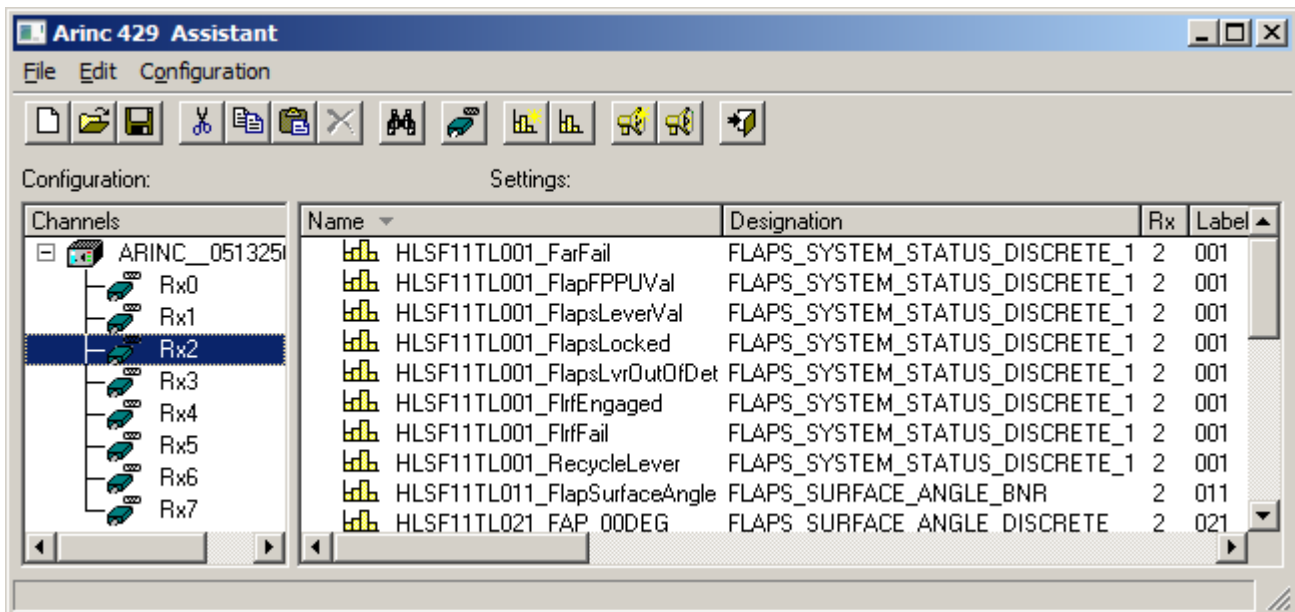 Arinc 429 Assistant
File Edit Configuration
Configuration: Settings:
Channels Name Designation Rx Label
ARINC__0513250 HLSF11TL001_FarFail FLAPS_SYSTEM_STATUS_DISCRETE_1 2 001
Rx0 HLSF11TL001_FlapFPPUVal FLAPS_SYSTEM_STATUS_DISCRETE_1 2 001
Rx1 HLSF11TL001_FlapsLeverVal FLAPS_SYSTEM_STATUS_DISCRETE_1 2 001
Rx2 HLSF11TL001_FlapsLocked FLAPS_SYSTEM_STATUS_DISCRETE_1 2 001
Rx3 HLSF11TL001_FlapsLvrOutOfDet FLAPS_SYSTEM_STATUS_DISCRETE_1 2 001
Rx4 HLSF11TL001_FlrfEngaged FLAPS_SYSTEM_STATUS_DISCRETE_1 2 001
Rx5 HLSF11TL001_FlrfFail FLAPS_SYSTEM_STATUS_DISCRETE_1 2 001
Rx6 HLSF11TL001_RecycleLever FLAPS_SYSTEM_STATUS_DISCRETE_1 2 001
Rx7 HLSF11TL011_FlapSurfaceAngle FLAPS_SURFACE_ANGLE_BNR 2 011
HLSF11TL021_FAP_00DEG FLAPS_SURFACE_ANGLE_DISCRETE 2 021